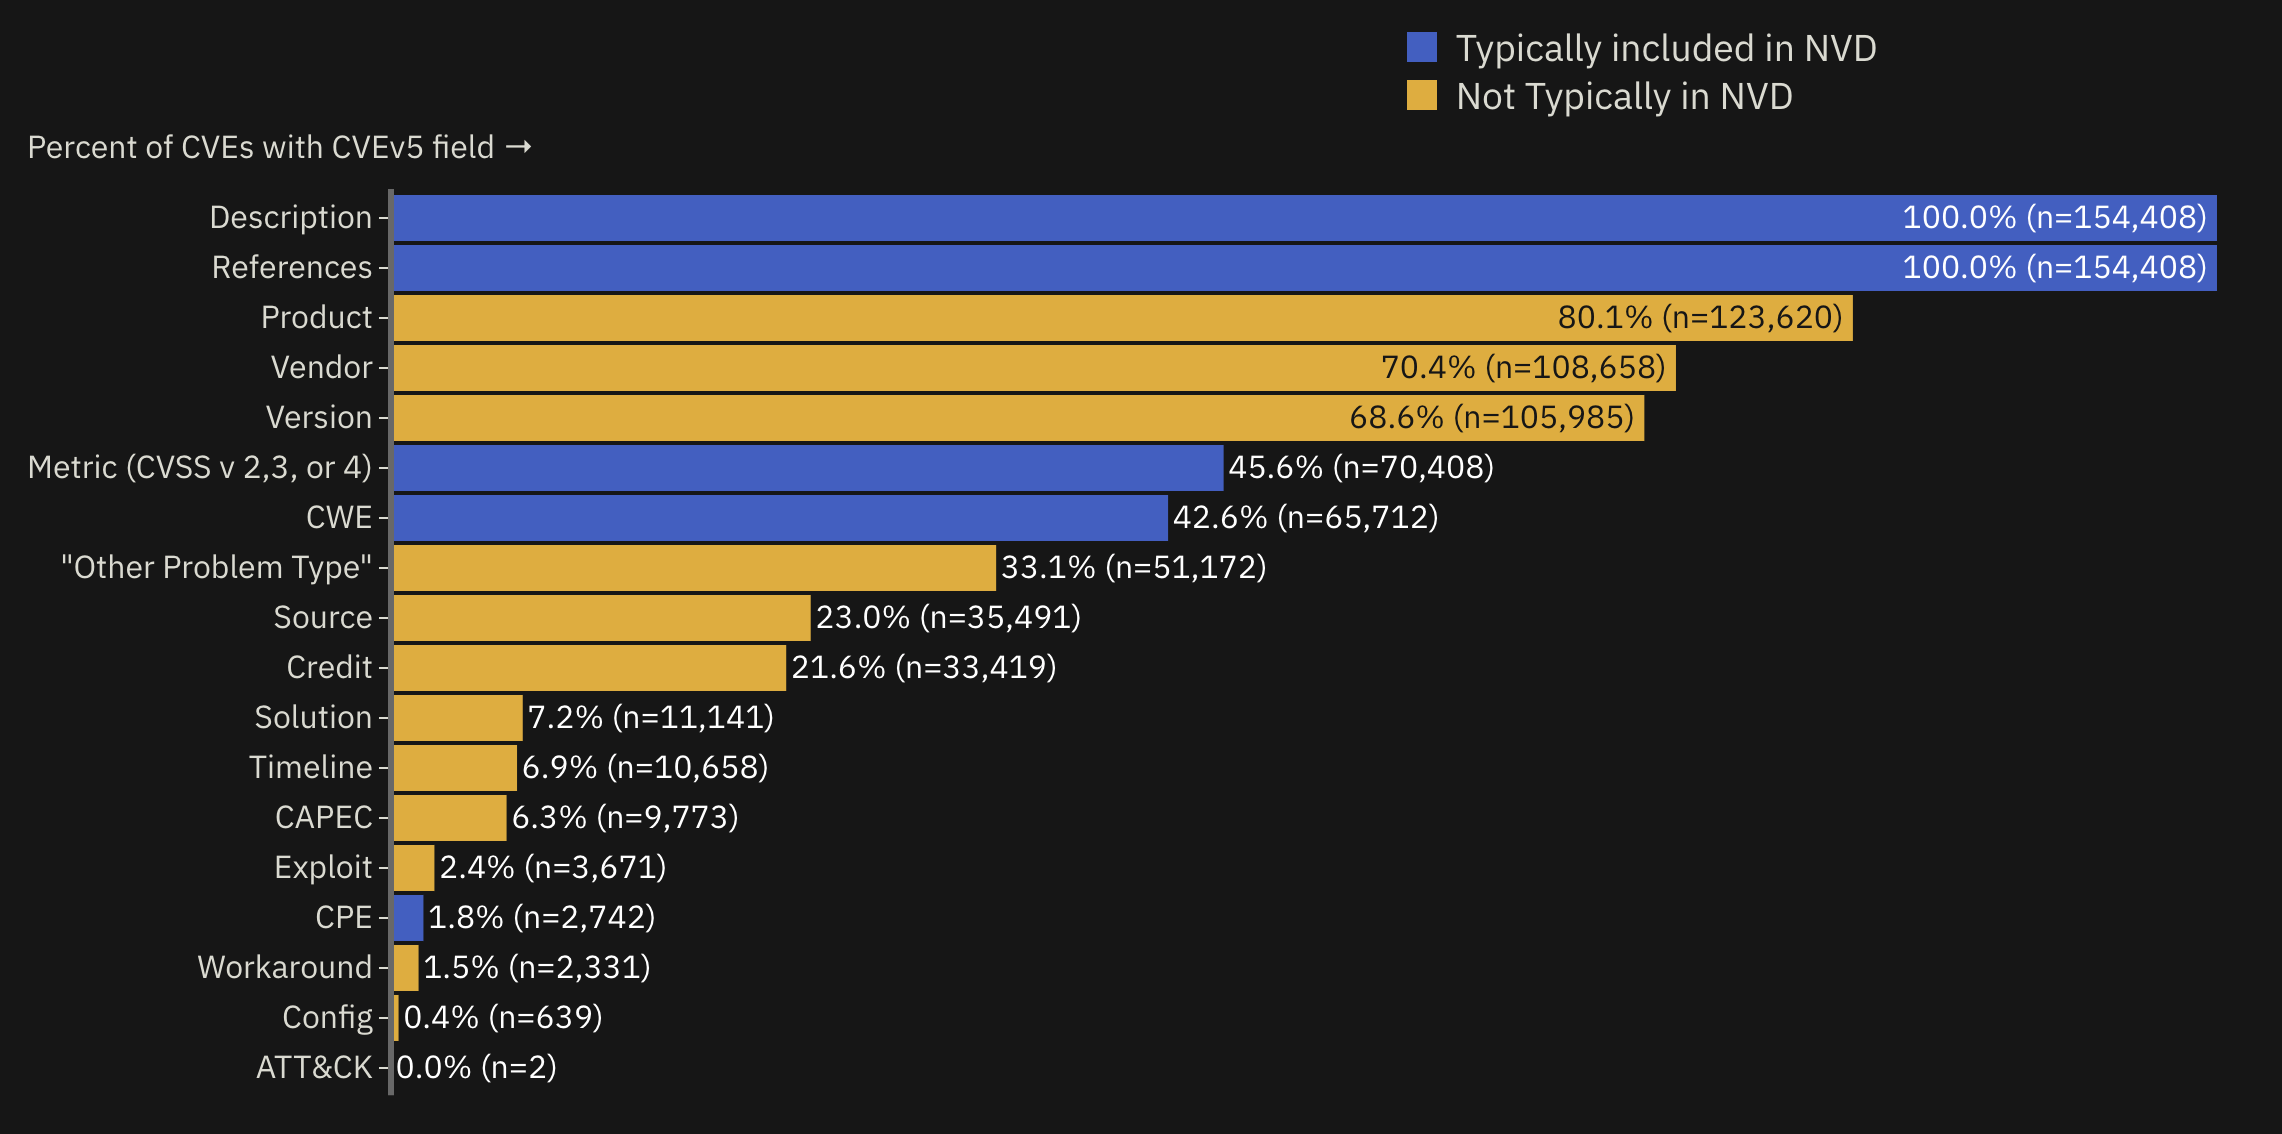 Typically included in NVD
Not Typically in NVD
Percent of CVEs with CVEv5 field →
Description 100.0% (n=154,408)
References 100.0% (n=154,408)
Product 80.1% (n=123,620)
Vendor 70.4% (n=108,658)
Version 68.6% (n=105,985)
Metric (CVSS v 2,3, or 4) 45.6% (n=70,408)
CWE 42.6% (n=65,712)
"Other Problem Type" 33.1% (n=51,172)
Source 23.0% (n=35,491)
Credit 21.6% (n=33,419)
Solution 7.2% (n=11,141)
Timeline 6.9% (n=10,658)
CAPEC 6.3% (n=9,773)
Exploit 2.4% (n=3,671)
CPE 1.8% (n=2,742)
Workaround 1.5% (n=2,331)
Config 0.4% (n=639)
ATT&CK 0.0% (n=2)